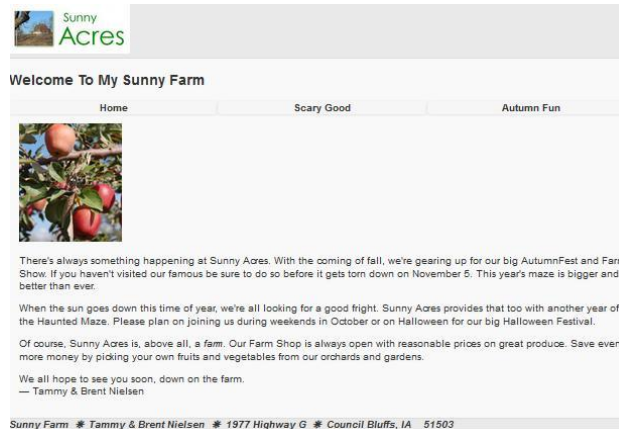 Sunny
Acres
Welcome To My Sunny Farm
Home Scary Good Autumn Fun
There's always something happening at Sunny Acres. With the coming of fall, we're gearing up for our big AutumnFest and Farm
Show. If you haven't visited our famous be sure to do so before it gets torn down on November 5. This year's maze is bigger and
better than ever.
When the sun goes down this time of year, we're all looking for a good fright. Sunny Acres provides that too with another year of
the Haunted Maze. Please plan on joining us during weekends in October or on Halloween for our big Halloween Festival.
Of course, Sunny Acres is, above all, a farm. Our Farm Shop is always open with reasonable prices on great produce. Save even
more money by picking your own fruits and vegetables from our orchards and gardens.
We all hope to see you soon, down on the farm.
— Tammy & Brent Nielsen
Sunny Farm ✵ Tammy & Brent Nielsen ✵ 1977 Highway G ✵ Council Bluffs, IA 51503